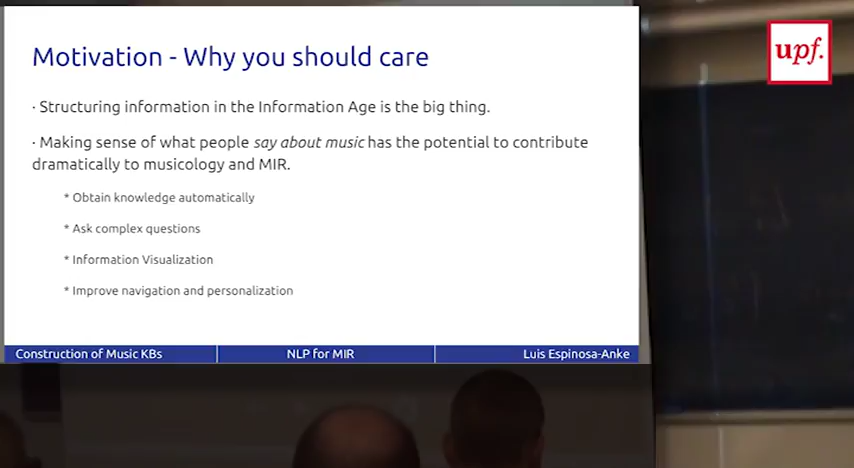 Motivation - Why you should care
· Structuring information in the Information Age is the big thing.
· Making sense of what people say about music has the potential to contribute
dramatically to musicology and MIR.
* Obtain knowledge automatically
* Ask complex questions
* Information Visualization
* Improve navigation and personalization
Construction of Music KBs
NLP for MIR
Luis Espinosa-Anke
upf.